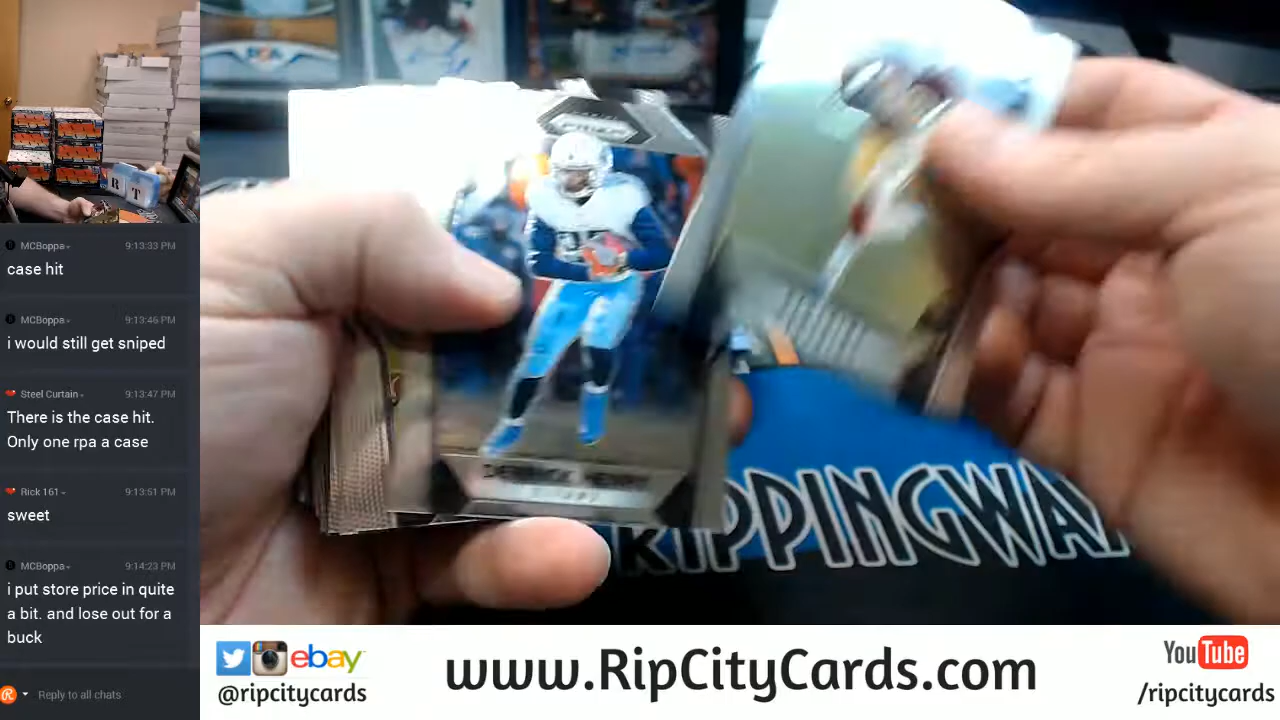 MCBoppa 9:13:33 PM
case hit
MCBoppa 9:13:46 PM
i would still get sniped
Steel Curtain 9:13:47 PM
There is the case hit.
Only one rpa a case
Rick 161 9:13:51 PM
sweet
MCBoppa 9:14:23 PM
i put store price in quite
a bit. and lose out for a
buck
Reply to all chats
DERRICK HENRY
RIPPINGWA
ebay
@ripcitycards
www.RipCityCards.com
YouTube
/ripcitycards